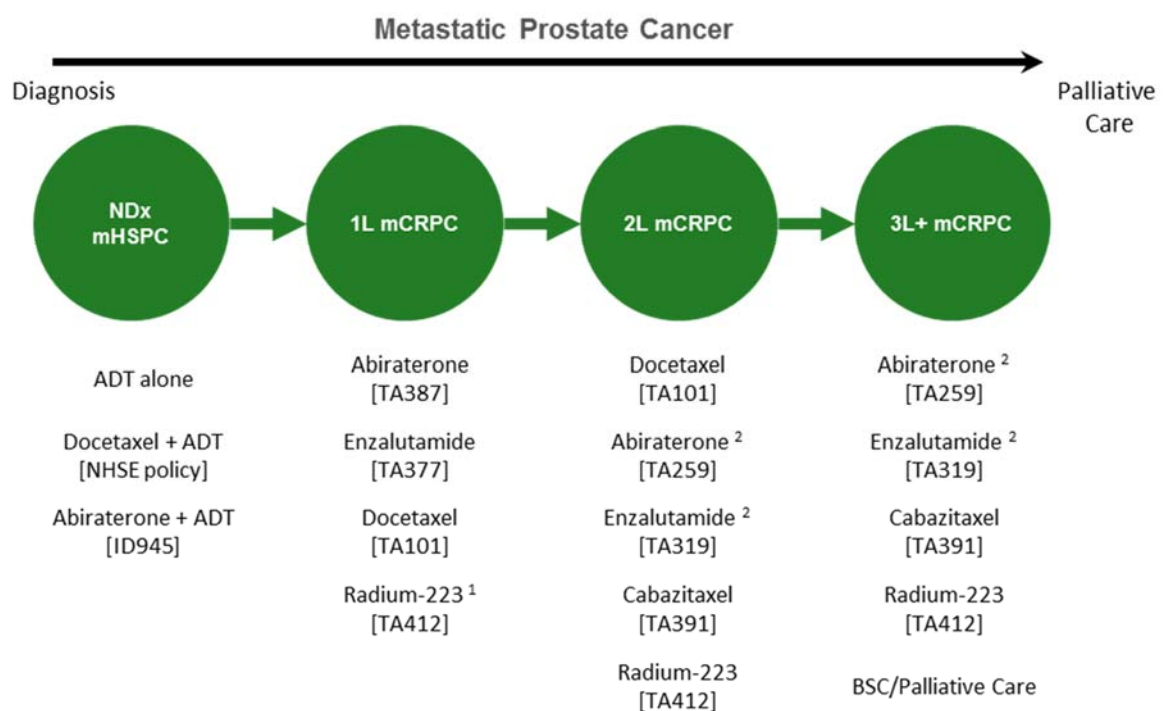 Metastatic Prostate Cancer
Diagnosis
Palliative
Care
NDx
mHSPC
1L mCRPC
2L mCRPC
3L+ mCRPC
ADT alone
Docetaxel + ADT
[NHSE policy]
Abiraterone + ADT
[ID945]
Abiraterone
[TA387]
Enzalutamide
[TA377]
Docetaxel
[TA101]
Radium-223 ¹
[TA412]
Docetaxel
[TA101]
Abiraterone ²
[TA259]
Enzalutamide ²
[TA319]
Cabazitaxel
[TA391]
Radium-223
[TA412]
Abiraterone ²
[TA259]
Enzalutamide ²
[TA319]
Cabazitaxel
[TA391]
Radium-223
[TA412]
BSC/Palliative Care